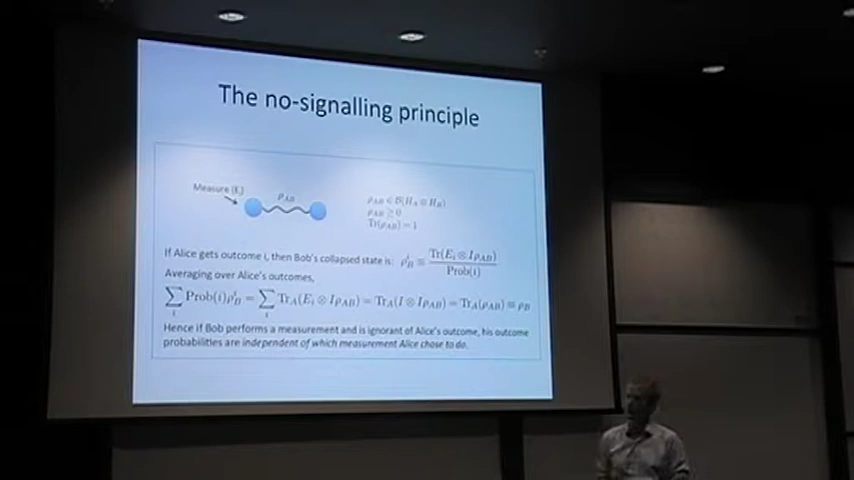 The no-signalling principle
Measure {Eᵢ}
ρ_AB
ρ_AB ∈ B(H_A ⊗ H_B)
ρ_AB ≥ 0
Tr(ρ_AB) = 1
If Alice gets outcome i, then Bob's collapsed state is: ρ_B^i ≡ Tr(E_i ⊗ Iρ_AB) / Prob(i)
Averaging over Alice's outcomes,
∑_i Prob(i)ρ_B^i = ∑_i Tr_A(E_i ⊗ Iρ_AB) = Tr_A(I ⊗ Iρ_AB) = Tr_A(ρ_AB) ≡ ρ_B
Hence if Bob performs a measurement and is ignorant of Alice's outcome, his outcome
probabilities are independent of which measurement Alice chose to do.